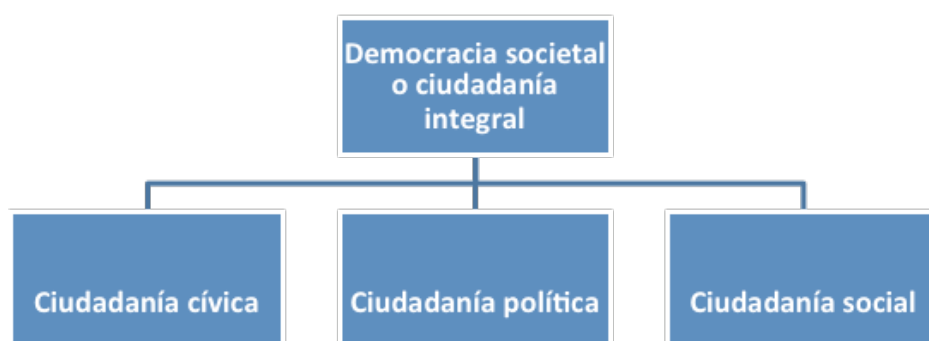 Democracia societal
o ciudadanía
integral
Ciudadanía cívica
Ciudadanía política
Ciudadanía social